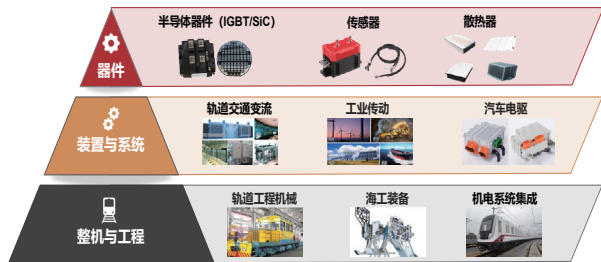 器件
半导体器件（IGBT/SiC）
传感器
散热器
装置与系统
轨道交通变流
工业传动
汽车电驱
整机与工程
轨道工程机械
海工装备
机电系统集成